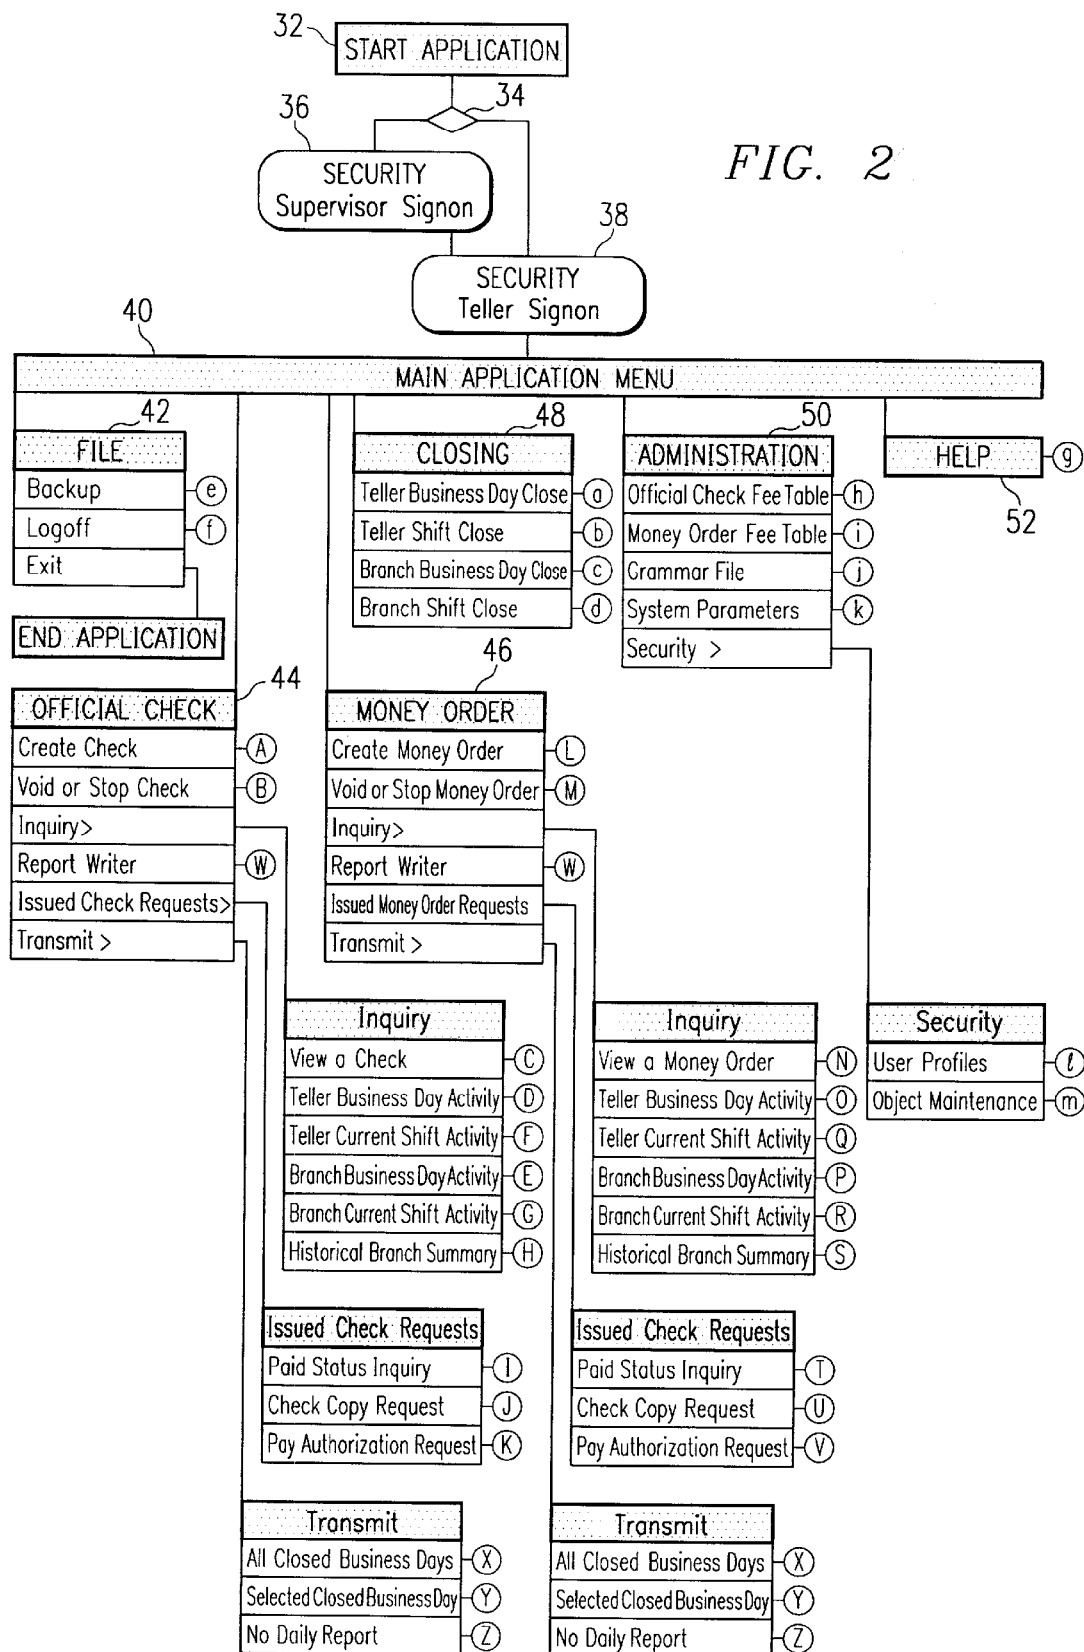 32
START APPLICATION
34
36
FIG. 2
SECURITY
Supervisor Signon
38
SECURITY
Teller Signon
40
MAIN APPLICATION MENU
42
FILE
Backup
e
Logoff
f
Exit
END APPLICATION
48
CLOSING
Teller Business Day Close
a
Teller Shift Close
b
Branch Business Day Close
c
Branch Shift Close
d
50
ADMINISTRATION
Official Check Fee Table
h
Money Order Fee Table
i
Grammar File
j
System Parameters
k
Security >
HELP
g
52
44
OFFICIAL CHECK
Create Check
A
Void or Stop Check
B
Inquiry>
Report Writer
W
Issued Check Requests>
Transmit >
46
MONEY ORDER
Create Money Order
L
Void or Stop Money Order
M
Inquiry>
Report Writer
W
Issued Money Order Requests
Transmit >
Inquiry
View a Check
C
Teller Business Day Activity
D
Teller Current Shift Activity
F
Branch Business Day Activity
E
Branch Current Shift Activity
G
Historical Branch Summary
H
Inquiry
View a Money Order
N
Teller Business Day Activity
O
Teller Current Shift Activity
Q
Branch Business Day Activity
P
Branch Current Shift Activity
R
Historical Branch Summary
S
Security
User Profiles
l
Object Maintenance
m
Issued Check Requests
Paid Status Inquiry
I
Check Copy Request
J
Pay Authorization Request
K
Issued Check Requests
Paid Status Inquiry
T
Check Copy Request
U
Pay Authorization Request
V
Transmit
All Closed Business Days
X
Selected Closed Business Day
Y
No Daily Report
Z
Transmit
All Closed Business Days
X
Selected Closed Business Day
Y
No Daily Report
Z